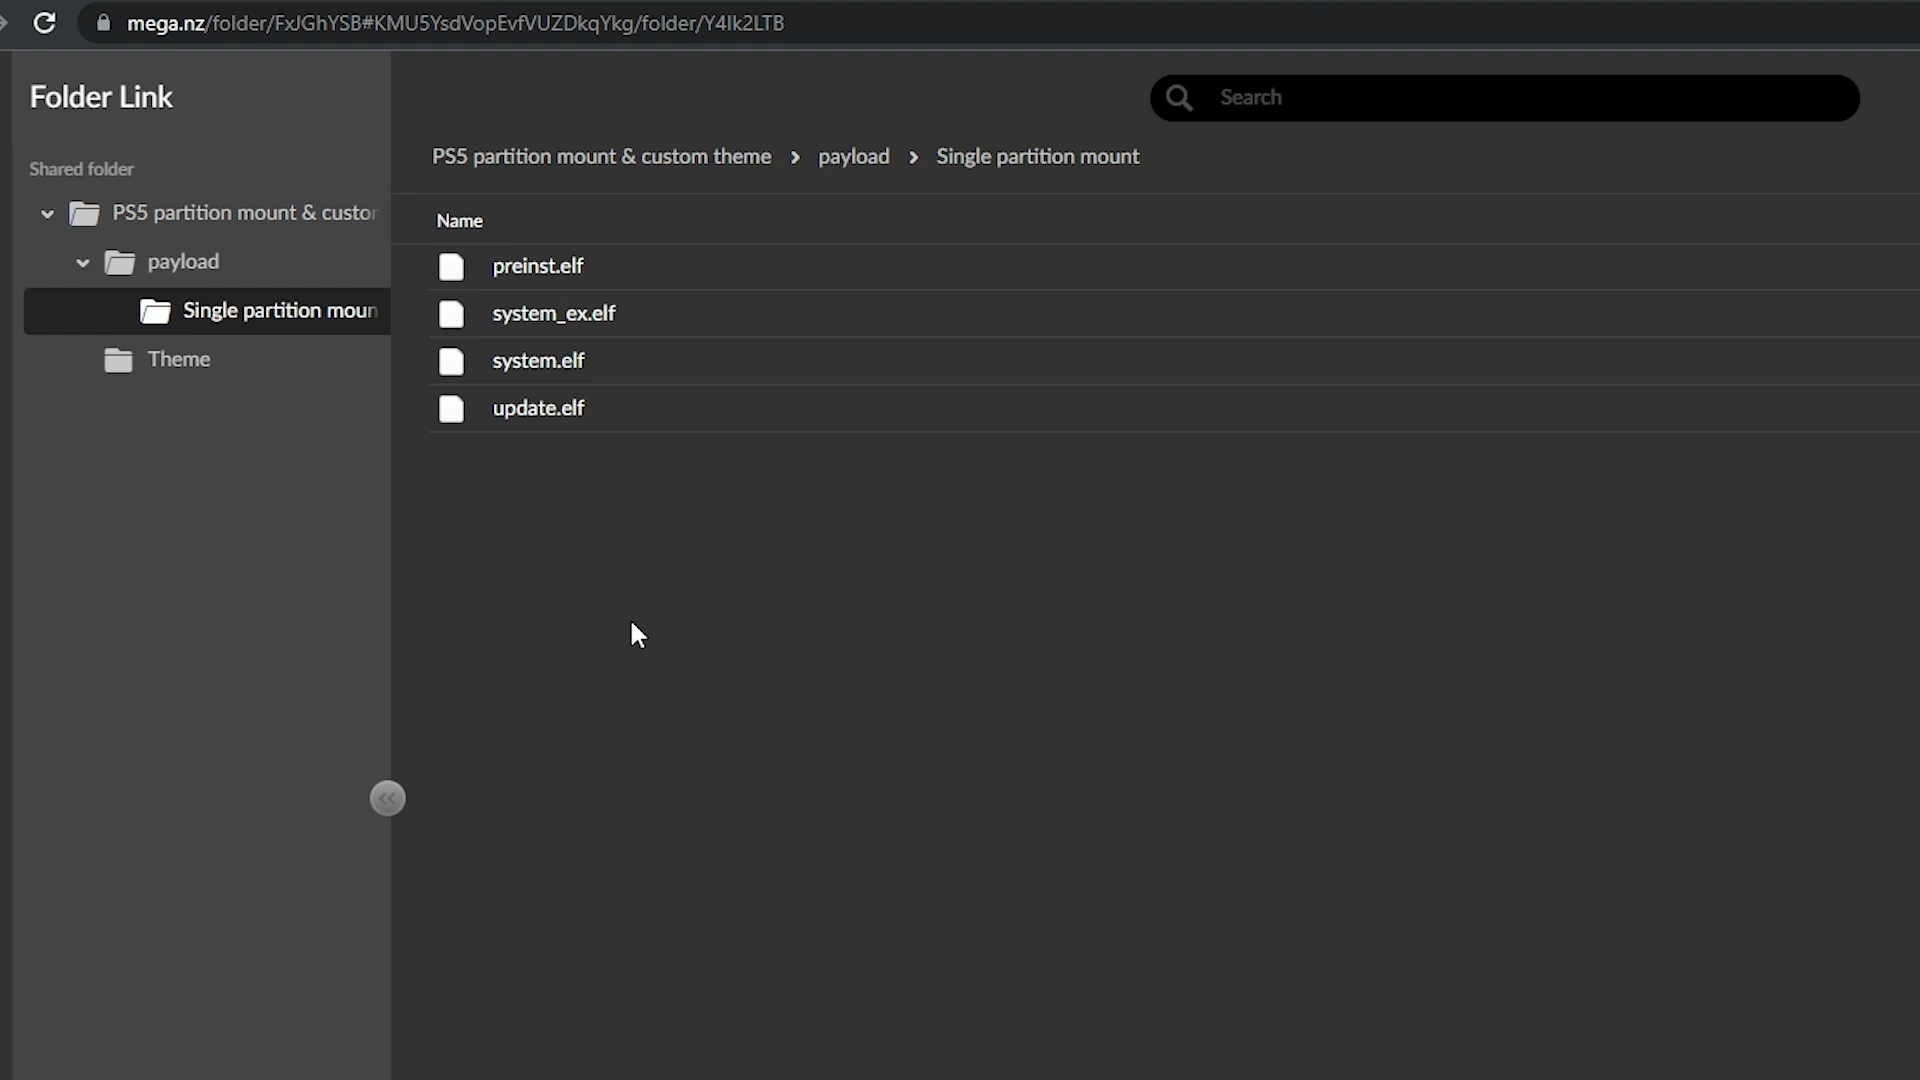 mega.nz/folder/FxJGhYSB#KMU5YsdVopEvfVUZDkqYkg/folder/Y4Ik2LTB
Folder Link
Search
PS5 partition mount & custom theme > payload > Single partition mount
Shared folder
PS5 partition mount & custor
payload
Single partition moun
Theme
Name
preinst.elf
system_ex.elf
system.elf
update.elf